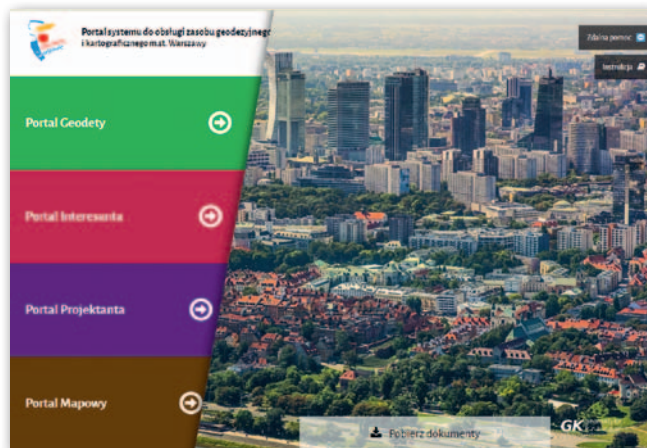 Portal systemu do obsługi zasobu geodezyjnego
i kartograficznego m.st. Warszawy
Zdalna pomoc
Instrukcja
Portal Geodety
Portal Interesanta
Portal Projektanta
Portal Mapowy
Pobierz dokumenty
GK